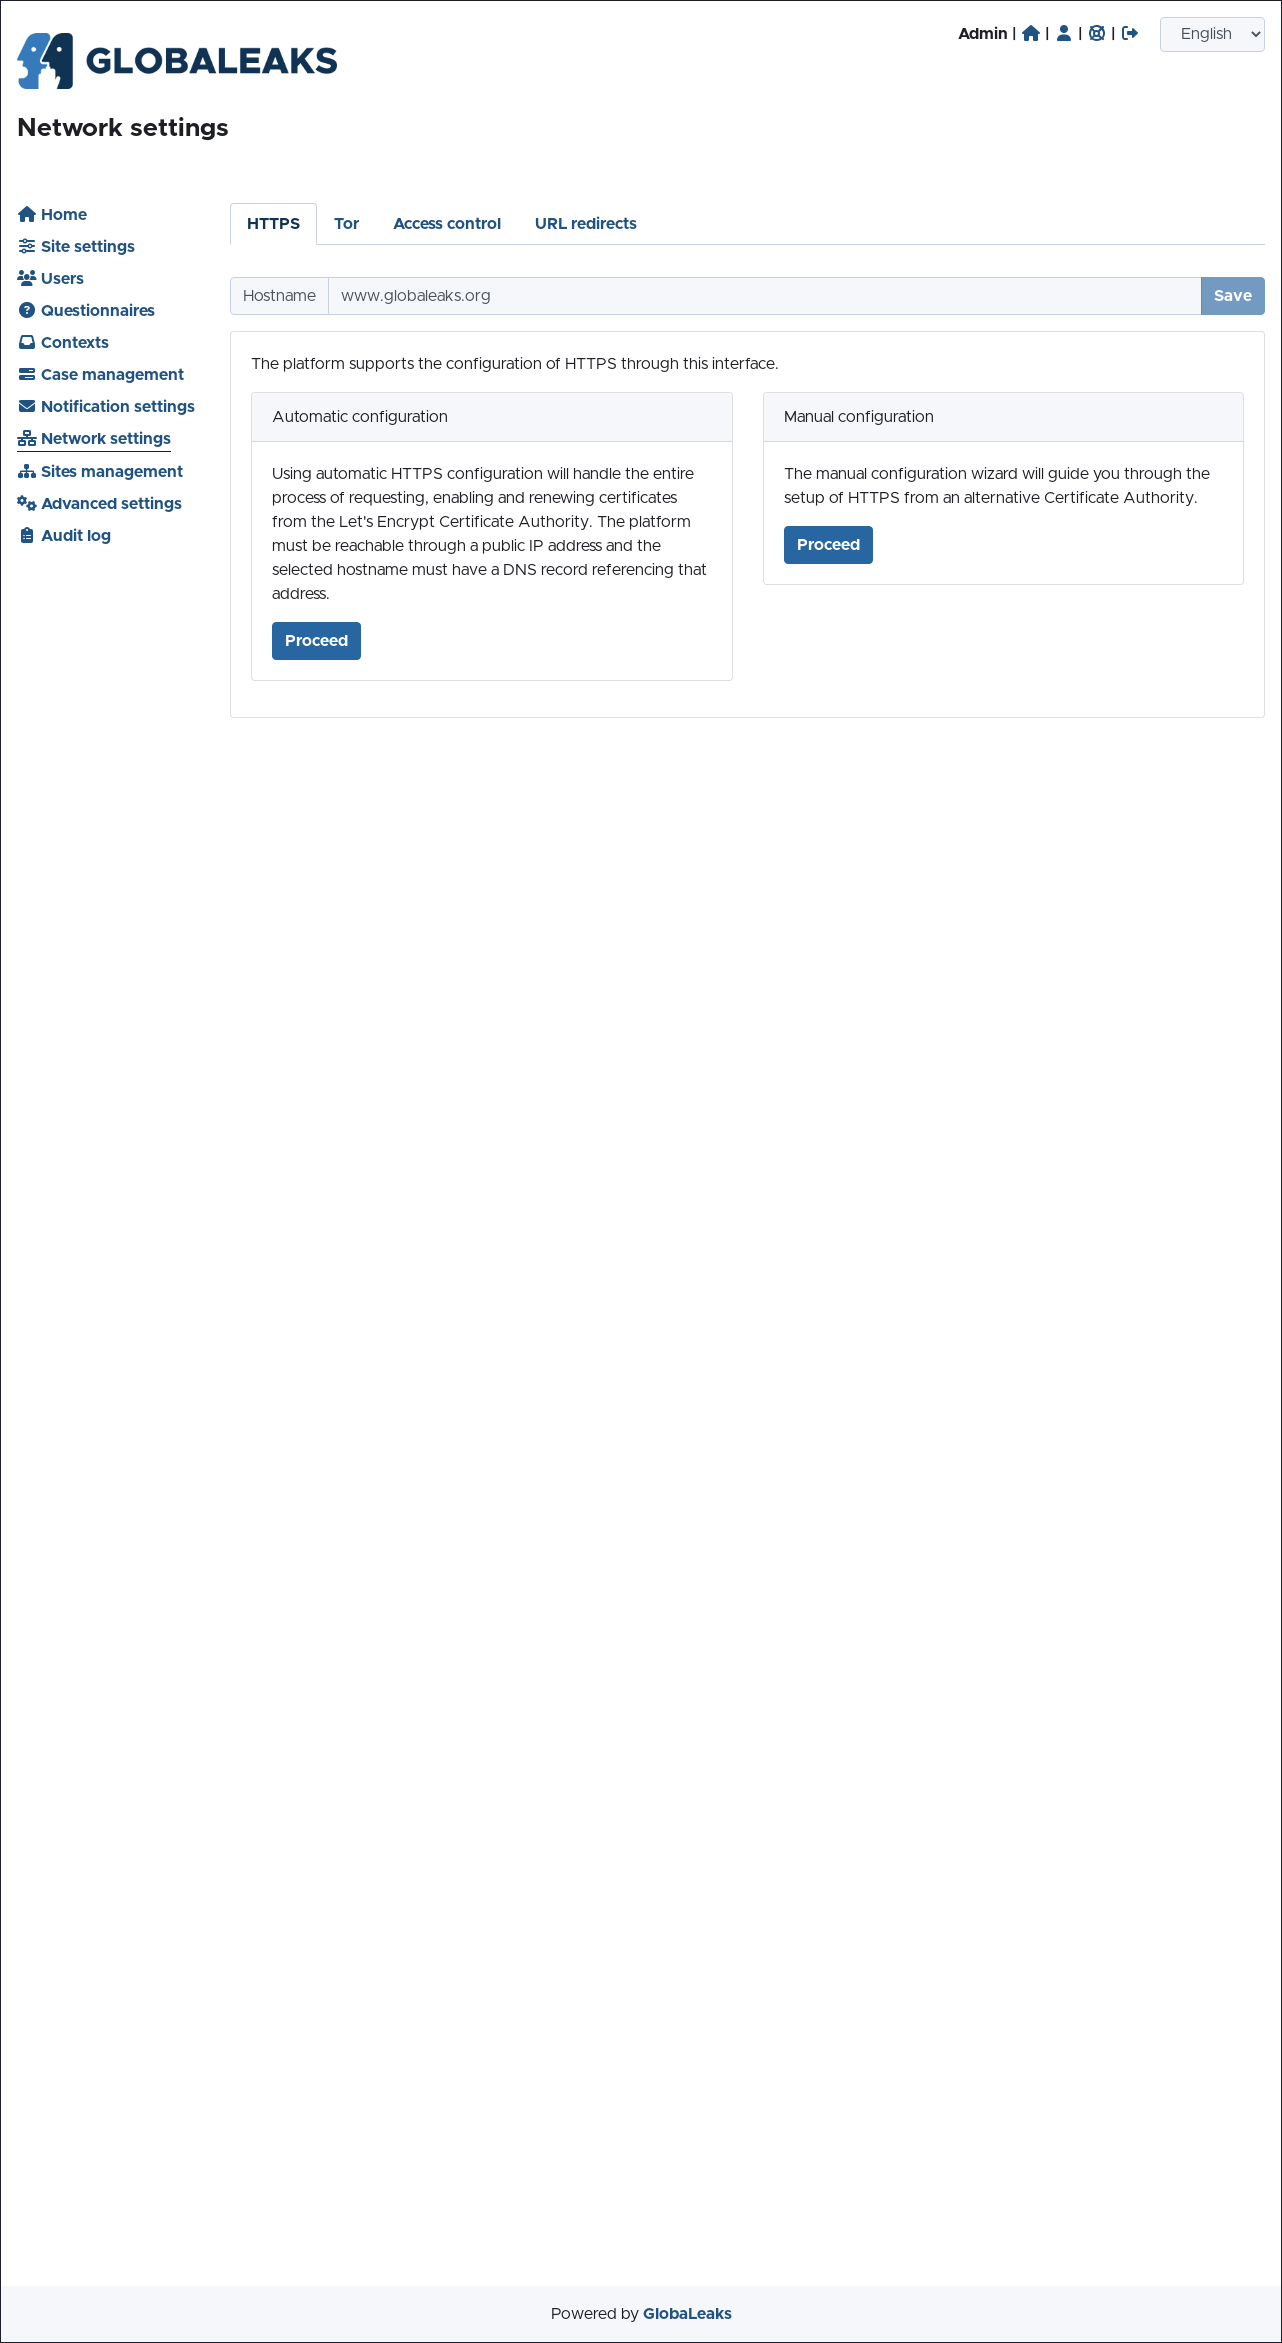 Admin | | | |
English
GLOBALEAKS
Network settings
Home
Site settings
Users
Questionnaires
Contexts
Case management
Notification settings
Network settings
Sites management
Advanced settings
Audit log
HTTPS
Tor
Access control
URL redirects
Hostname
www.globaleaks.org
Save
The platform supports the configuration of HTTPS through this interface.
Automatic configuration
Using automatic HTTPS configuration will handle the entire
process of requesting, enabling and renewing certificates
from the Let's Encrypt Certificate Authority. The platform
must be reachable through a public IP address and the
selected hostname must have a DNS record referencing that
address.
Proceed
Manual configuration
The manual configuration wizard will guide you through the
setup of HTTPS from an alternative Certificate Authority.
Proceed
Powered by GlobaLeaks